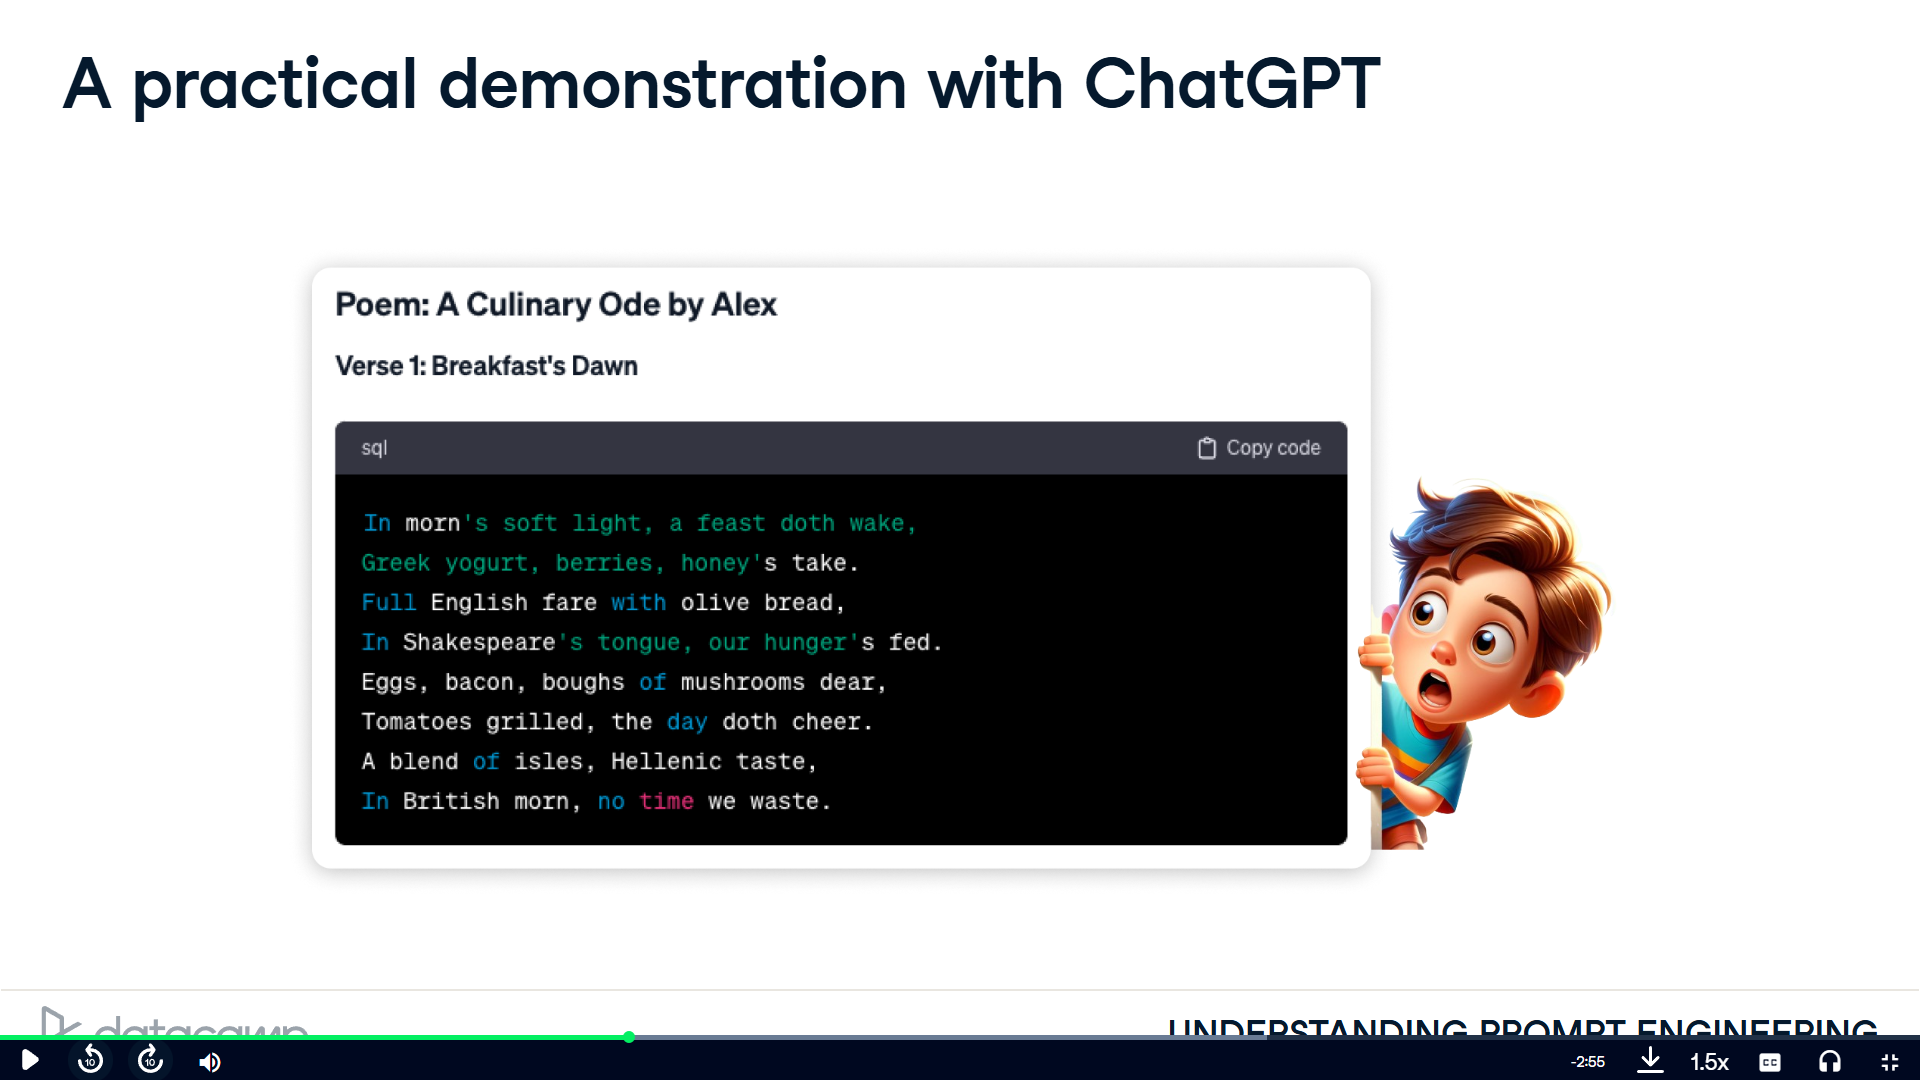 A practical demonstration with ChatGPT
Poem: A Culinary Ode by Alex
Verse 1: Breakfast's Dawn
sql
Copy code
In morn's soft light, a feast doth wake,
Greek yogurt, berries, honey's take.
Full English fare with olive bread,
In Shakespeare's tongue, our hunger's fed.
Eggs, bacon, boughs of mushrooms dear,
Tomatoes grilled, the day doth cheer.
A blend of isles, Hellenic taste,
In British morn, no time we waste.
datacamp
UNDERSTANDING PROMPT ENGINEERING
10
10
-2:55
1.5x
CC